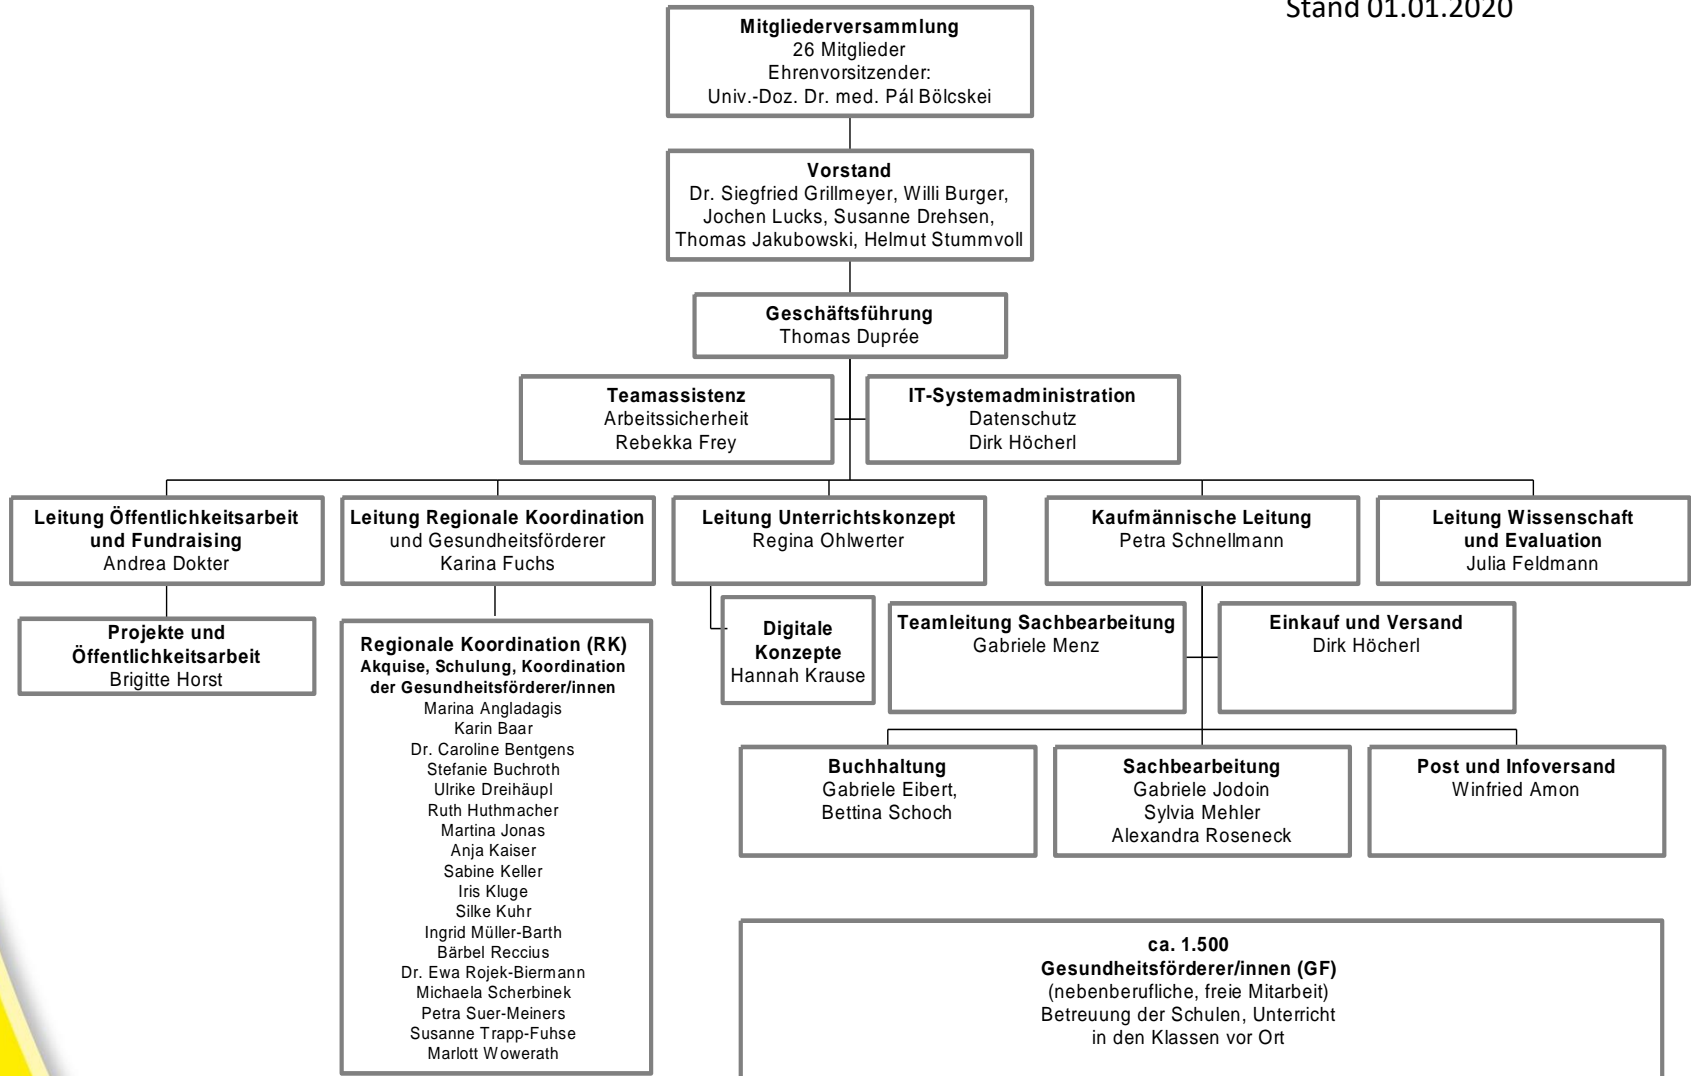 Stand 01.01.2020
Mitgliederversammlung
26 Mitglieder
Ehrenvorsitzender:
Univ.-Doz. Dr. med. Pál Bölcskei
Vorstand
Dr. Siegfried Grillmeyer, Willi Burger,
Jochen Lucks, Susanne Drehsen,
Thomas Jakubowski, Helmut Stummvoll
Geschäftsführung
Thomas Duprée
Teamassistenz
Arbeitssicherheit
Rebekka Frey
IT-Systemadministration
Datenschutz
Dirk Höcherl
Leitung Öffentlichkeitsarbeit
und Fundraising
Andrea Dokter
Leitung Regionale Koordination
und Gesundheitsförderer
Karina Fuchs
Leitung Unterrichtskonzept
Regina Ohlwerter
Kaufmännische Leitung
Petra Schnellmann
Leitung Wissenschaft
und Evaluation
Julia Feldmann
Projekte und
Öffentlichkeitsarbeit
Brigitte Horst
Regionale Koordination (RK)
Akquise, Schulung, Koordination
der Gesundheitsförderer/innen
Marina Angladagis
Karin Baar
Dr. Caroline Bentgens
Stefanie Buchroth
Ulrike Dreihäupl
Ruth Huthmacher
Martina Jonas
Anja Kaiser
Sabine Keller
Iris Kluge
Silke Kuhr
Ingrid Müller-Barth
Bärbel Reccius
Dr. Ewa Rojek-Biermann
Michaela Scherbinek
Petra Suer-Meiners
Susanne Trapp-Fuhse
Marlott Wowerath
Digitale
Konzepte
Hannah Krause
Teamleitung Sachbearbeitung
Gabriele Menz
Einkauf und Versand
Dirk Höcherl
Buchhaltung
Gabriele Eibert,
Bettina Schoch
Sachbearbeitung
Gabriele Jodoin
Sylvia Mehler
Alexandra Roseneck
Post und Infoversand
Winfried Amon
ca. 1.500
Gesundheitsförderer/innen (GF)
(nebenberufliche, freie Mitarbeit)
Betreuung der Schulen, Unterricht
in den Klassen vor Ort